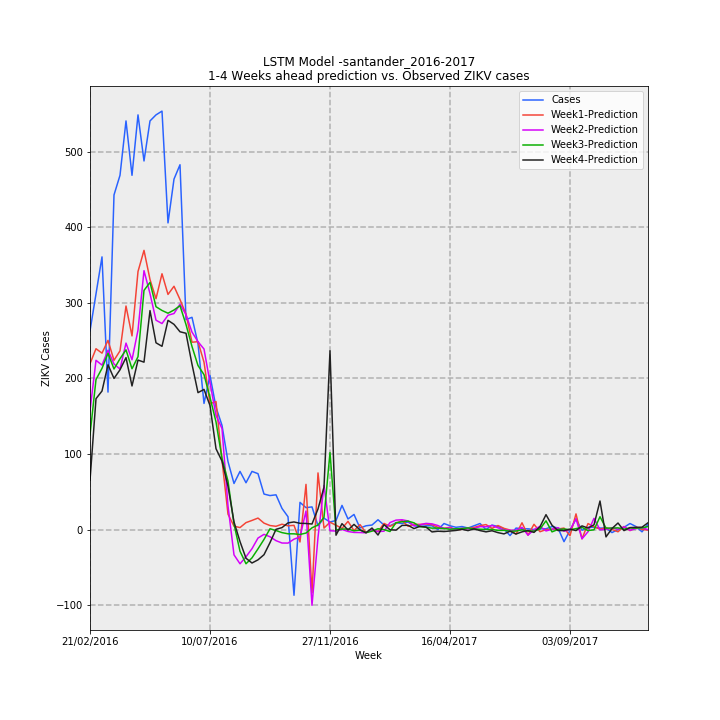 LSTM Model -santander_2016-2017
1-4 Weeks ahead prediction vs. Observed ZIKV cases
Cases
Week1-Prediction
Week2-Prediction
Week3-Prediction
Week4-Prediction
500
400
300
200
100
0
−100
ZIKV Cases
21/02/2016 10/07/2016 27/11/2016 16/04/2017 03/09/2017
Week